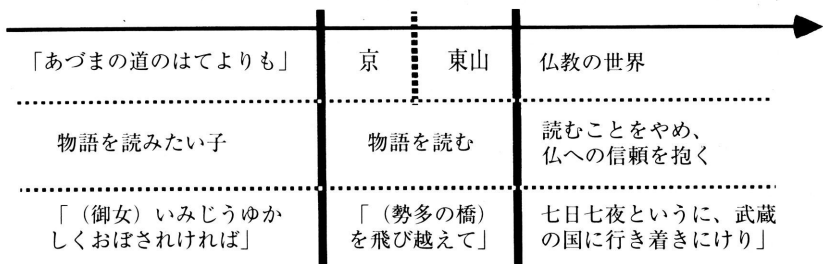 「あづまの道のはてよりも」 京 東山 仏教の世界
物語を読みたい子 物語を読む 読むことをやめ、
仏への信頼を抱く
「（御女）いみじうゆか 「（勢多の橋） 七日七夜というに、武蔵
しくおぼされければ」 を飛び越えて」 の国に行き着きにけり」